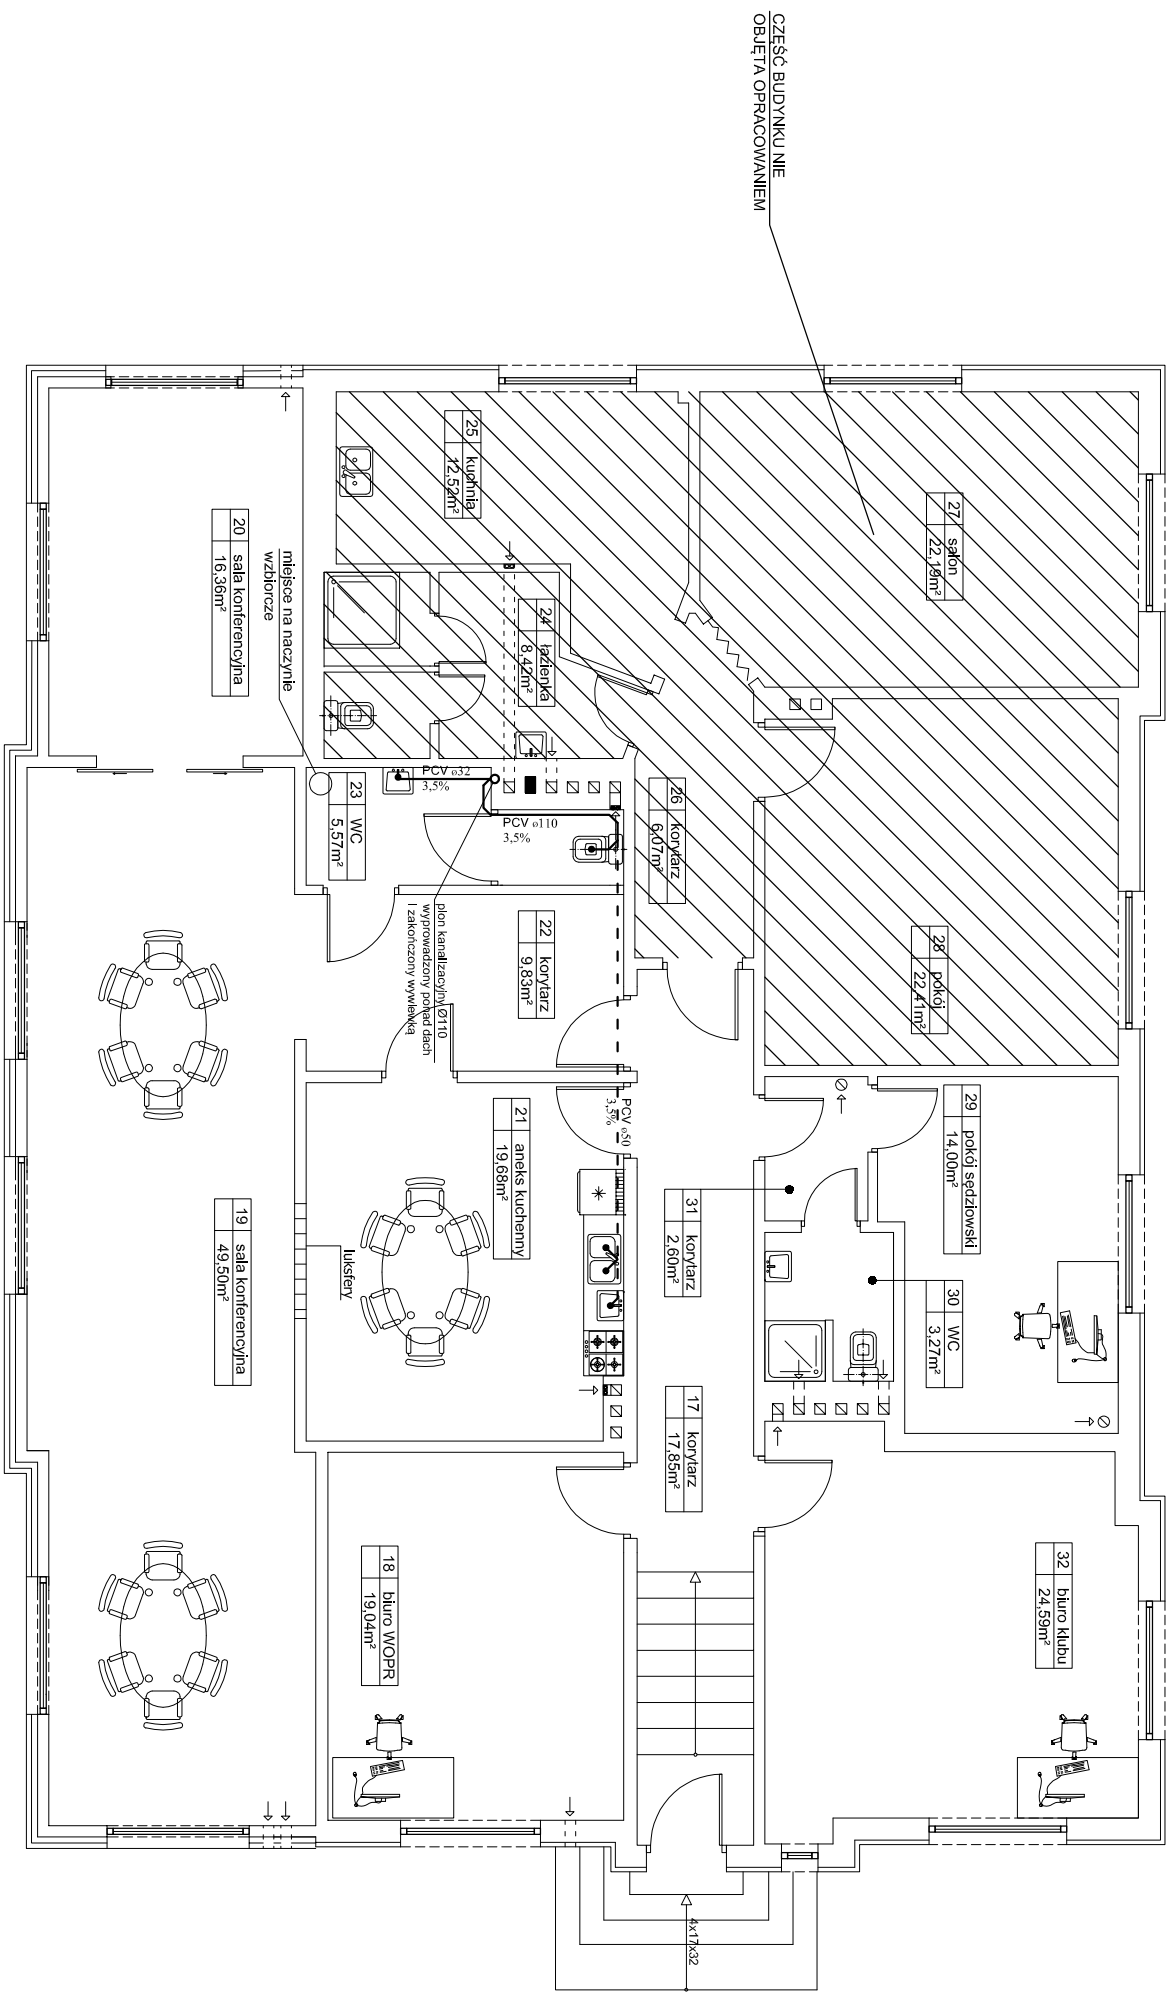 CZĘŚĆ BUDYNKU NIE
OBJĘTA OPRACOWANIEM
27 salon
22,19m²
25 kuchnia
12,52m²
24 łazienka
8,42m²
20 sala konferencyjna
16,36m²
miejsce na naczynie
wzbiorcze
28 pokój
22,41m²
26 korytarz
6,07m²
PCV ø32
3,5%
PCV ø110
3,5%
23 WC
5,57m²
22 korytarz
9,83m²
pion kanalizacyjny Ø110
wyprowadzony ponad dach
i zakończony wywiewką
29 pokój sędziowski
14,00m²
PCV ø50
3,5%
21 aneks kuchenny
19,68m²
31 korytarz
2,60m²
30 WC
3,27m²
luksfery
19 sala konferencyjna
49,50m²
17 korytarz
17,85m²
32 biuro klubu
24,59m²
18 biuro WOPR
19,04m²
4x17x32